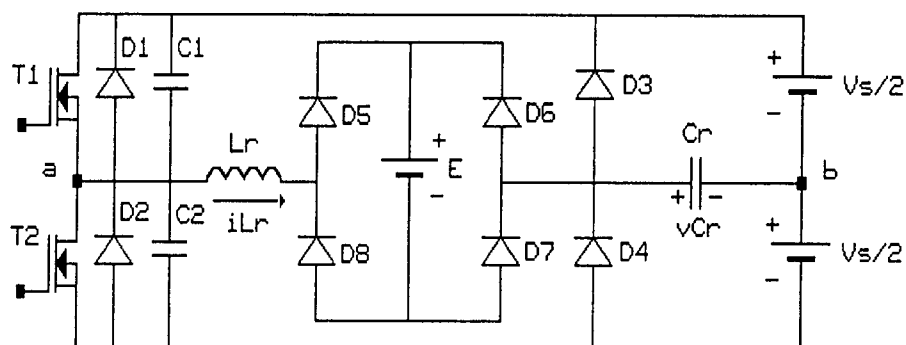 D1 C1
T1
D5
D6
D3
+
Vs/2
-
Lr
+
E
-
Cr
a
b
iLr
+ -
vCr
D2 C2
T2
D8
D7
D4
+
Vs/2
-